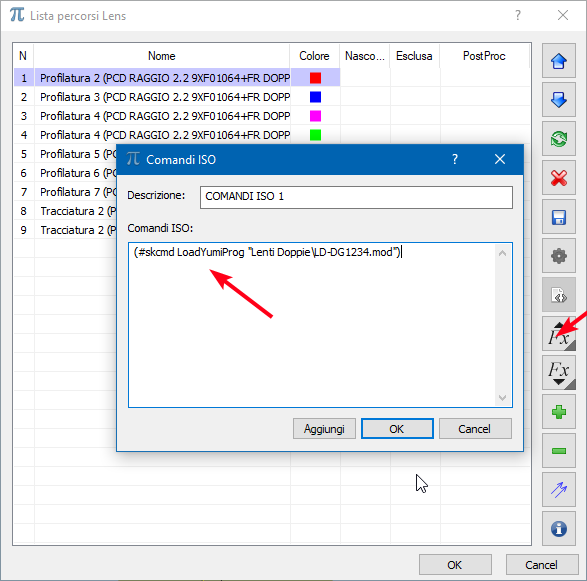 π Lista percorsi Lens ? ✕
N Nome Colore Nasco... Esclusa PostProc
1 Profilatura 2 (PCD RAGGIO 2.2 9XF01064+FR DOPP
2 Profilatura 3 (PCD RAGGIO 2.2 9XF01064+FR DOPP
3 Profilatura 4 (PCD RAGGIO 2.2 9XF01064+FR DOPP
4 Profilatura 4 (PCD RAGGIO 2.2 9XF01064+FR DOPP
5 Profilatura 5 (P
6 Profilatura 6 (P
7 Profilatura 7 (P
8 Tracciatura 2 (P
9 Tracciatura 2 (P
π Comandi ISO ? ✕
Descrizione: COMANDI ISO 1
Comandi ISO:
(#skcmd LoadYumiProg "Lenti Doppie\LD-DG1234.mod")
Aggiungi OK Cancel
Fx
Fx
OK Cancel